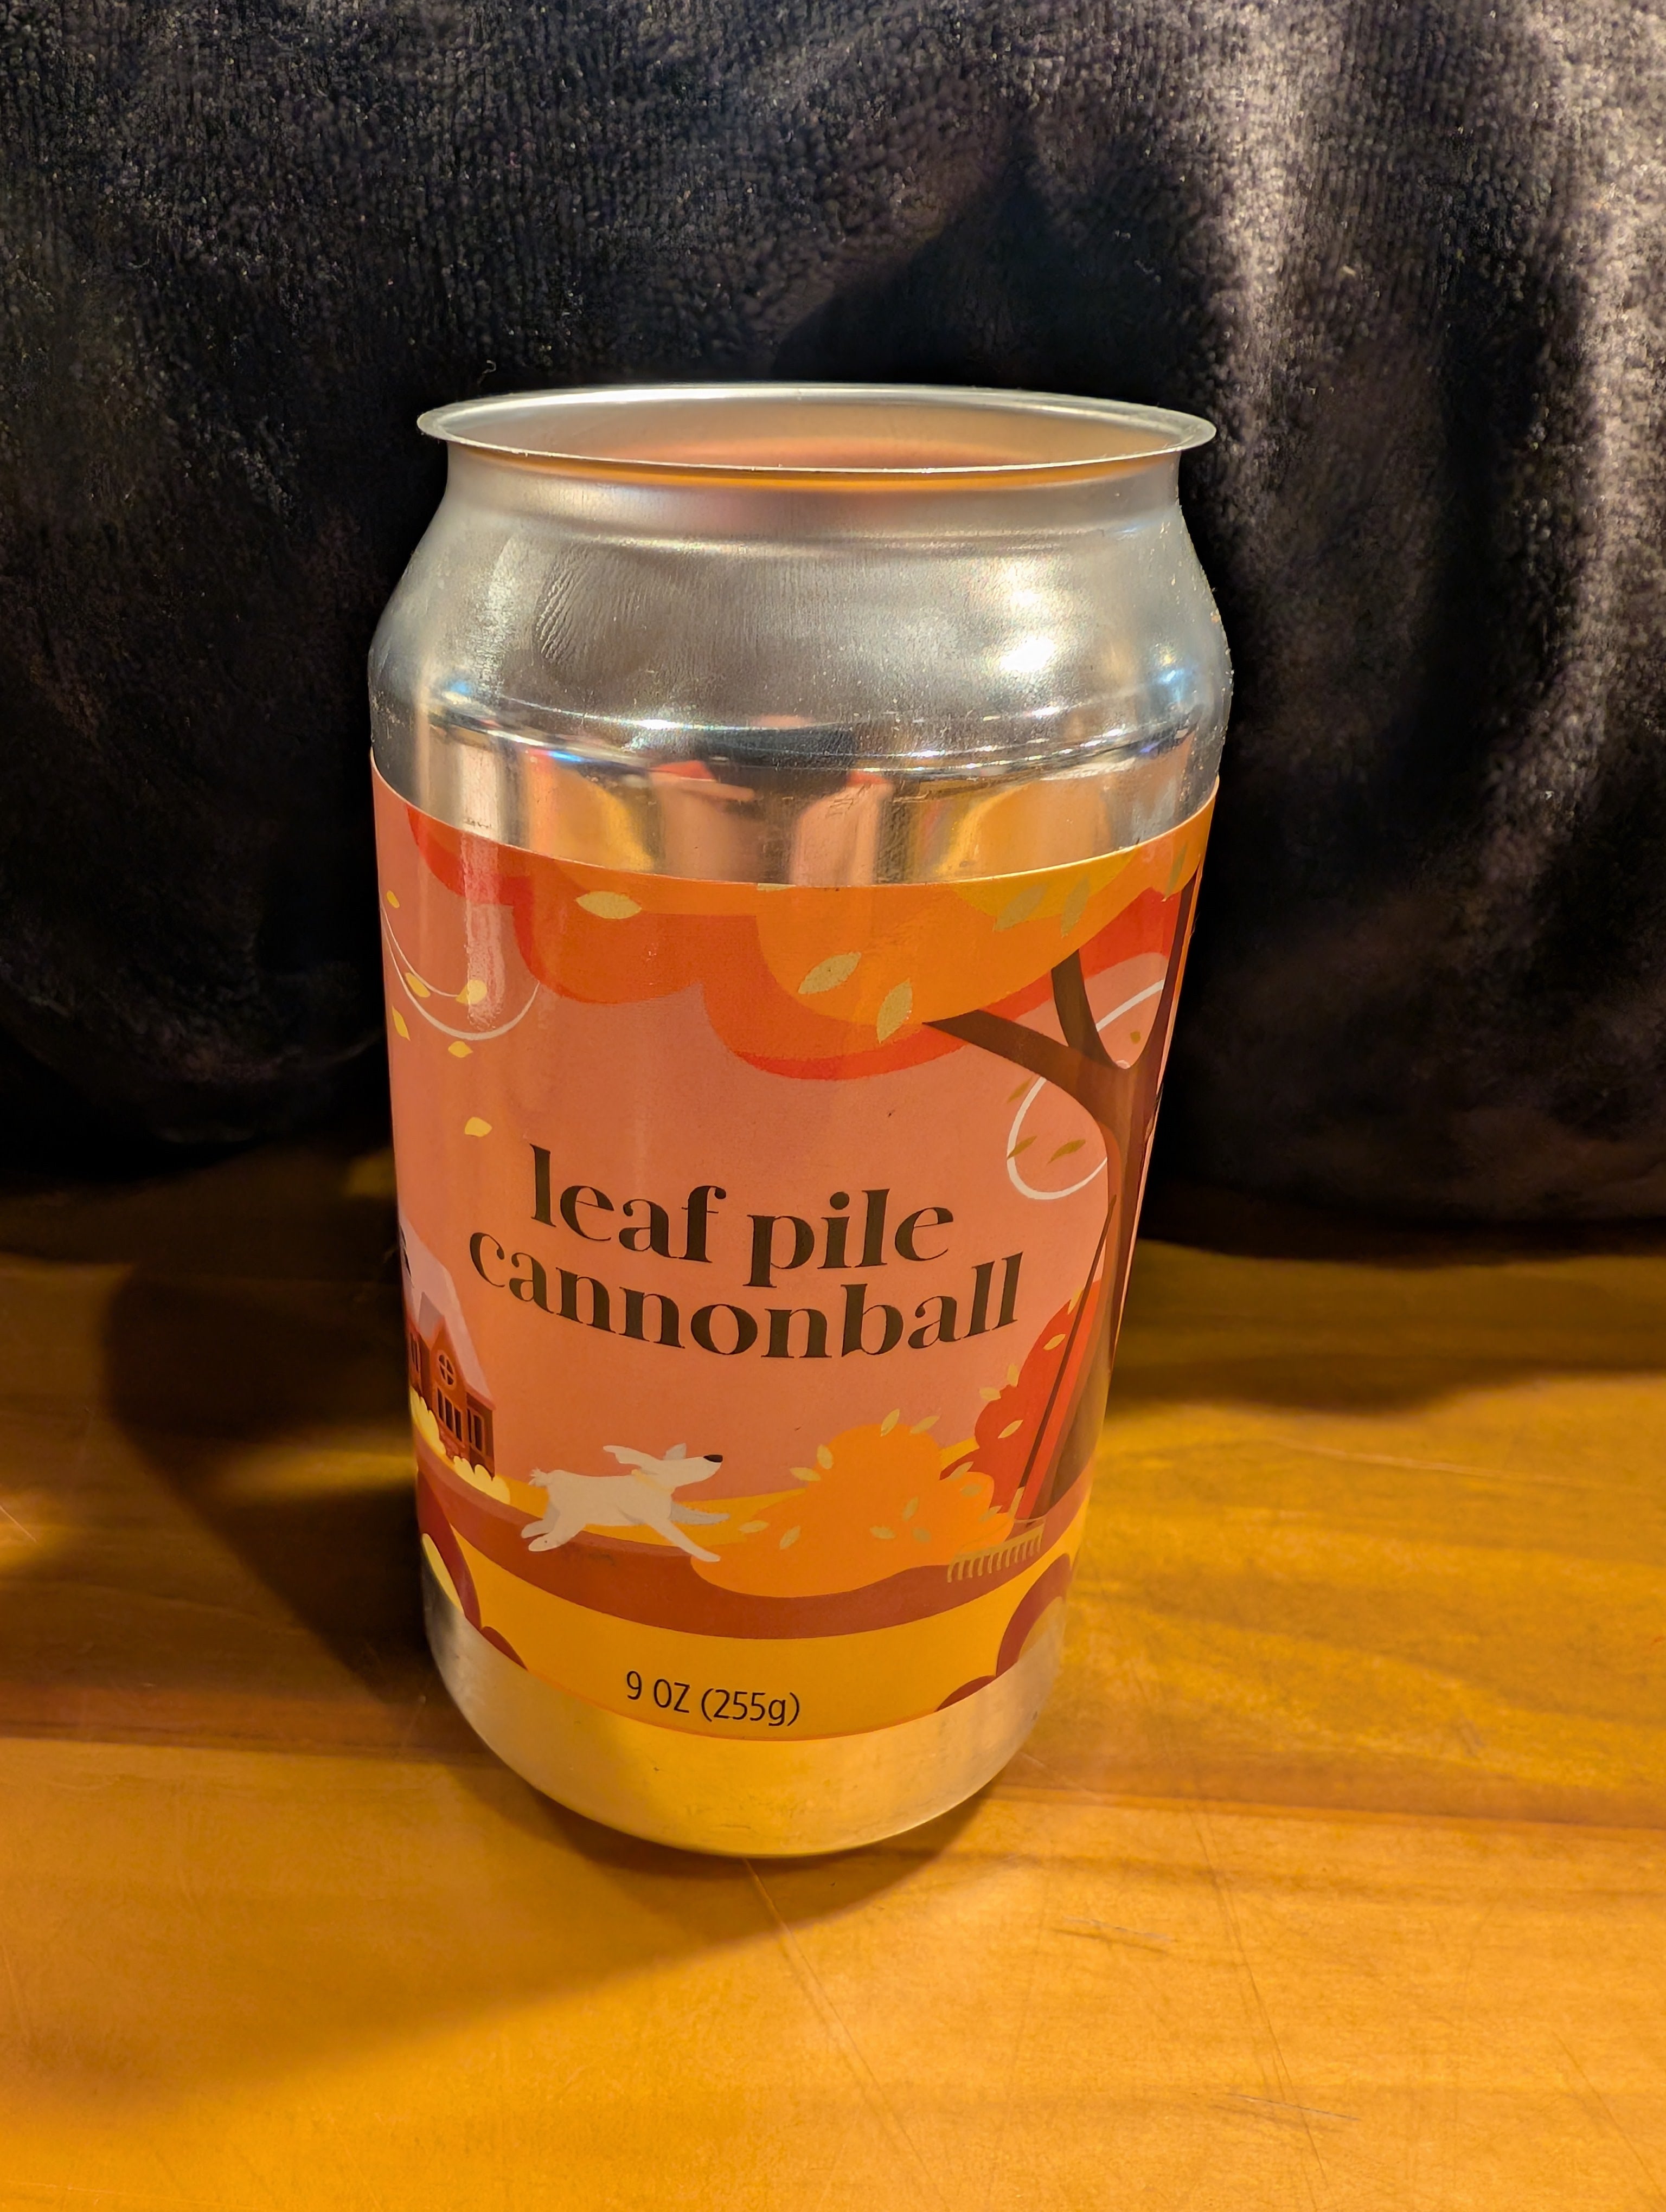 leaf pile
cannonball
9 OZ (255g)